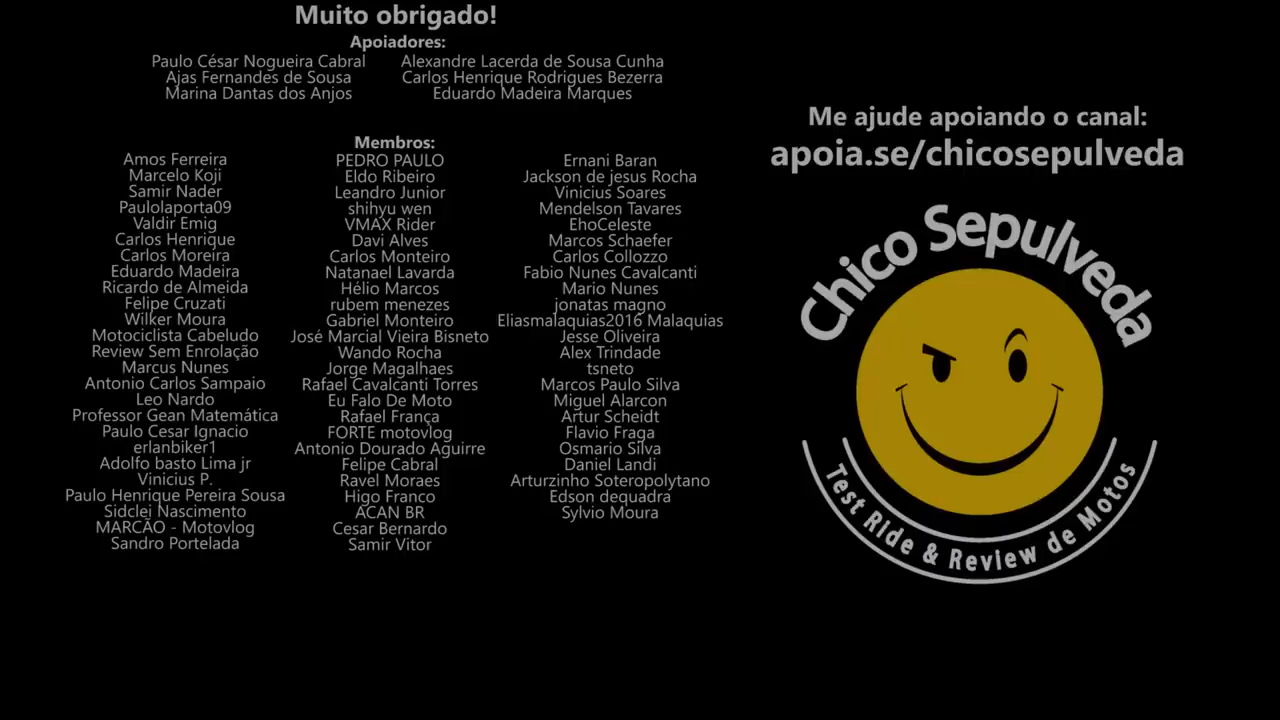 Muito obrigado!
Apoiadores:
Paulo César Nogueira Cabral
Ajas Fernandes de Sousa
Marina Dantas dos Anjos
Alexandre Lacerda de Sousa Cunha
Carlos Henrique Rodrigues Bezerra
Eduardo Madeira Marques
Membros:
Amos Ferreira
Marcelo Koji
Samir Nader
Paulolaporta09
Valdir Emig
Carlos Henrique
Carlos Moreira
Eduardo Madeira
Ricardo de Almeida
Felipe Cruzati
Wilker Moura
Motociclista Cabeludo
Review Sem Enrolação
Marcus Nunes
Antonio Carlos Sampaio
Leo Nardo
Professor Gean Matemática
Paulo Cesar Ignacio
erlanbiker1
Adolfo basto Lima jr
Vinicius P.
Paulo Henrique Pereira Sousa
Sidclei Nascimento
MARCÃO - Motovlog
Sandro Portelada
PEDRO PAULO
Eldo Ribeiro
Leandro Junior
shihyu wen
VMAX Rider
Davi Alves
Carlos Monteiro
Natanael Lavarda
Hélio Marcos
rubem menezes
Gabriel Monteiro
José Marcial Vieira Bisneto
Wando Rocha
Jorge Magalhaes
Rafael Cavalcanti Torres
Eu Falo De Moto
Rafael França
FORTE motovlog
Antonio Dourado Aguirre
Felipe Cabral
Ravel Moraes
Higo Franco
ACAN BR
Cesar Bernardo
Samir Vitor
Ernani Baran
Jackson de jesus Rocha
Vinicius Soares
Mendelson Tavares
EhoCeleste
Marcos Schaefer
Carlos Collozzo
Fabio Nunes Cavalcanti
Mario Nunes
jonatas magno
Eliasmalaquias2016 Malaquias
Jesse Oliveira
Alex Trindade
tsneto
Marcos Paulo Silva
Miguel Alarcon
Artur Scheidt
Flavio Fraga
Osmario Silva
Daniel Landi
Arturzinho Soteropolytano
Edson dequadra
Sylvio Moura
Me ajude apoiando o canal:
apoia.se/chicosepulveda
Chico Sepulveda
Test Ride & Review de Motos